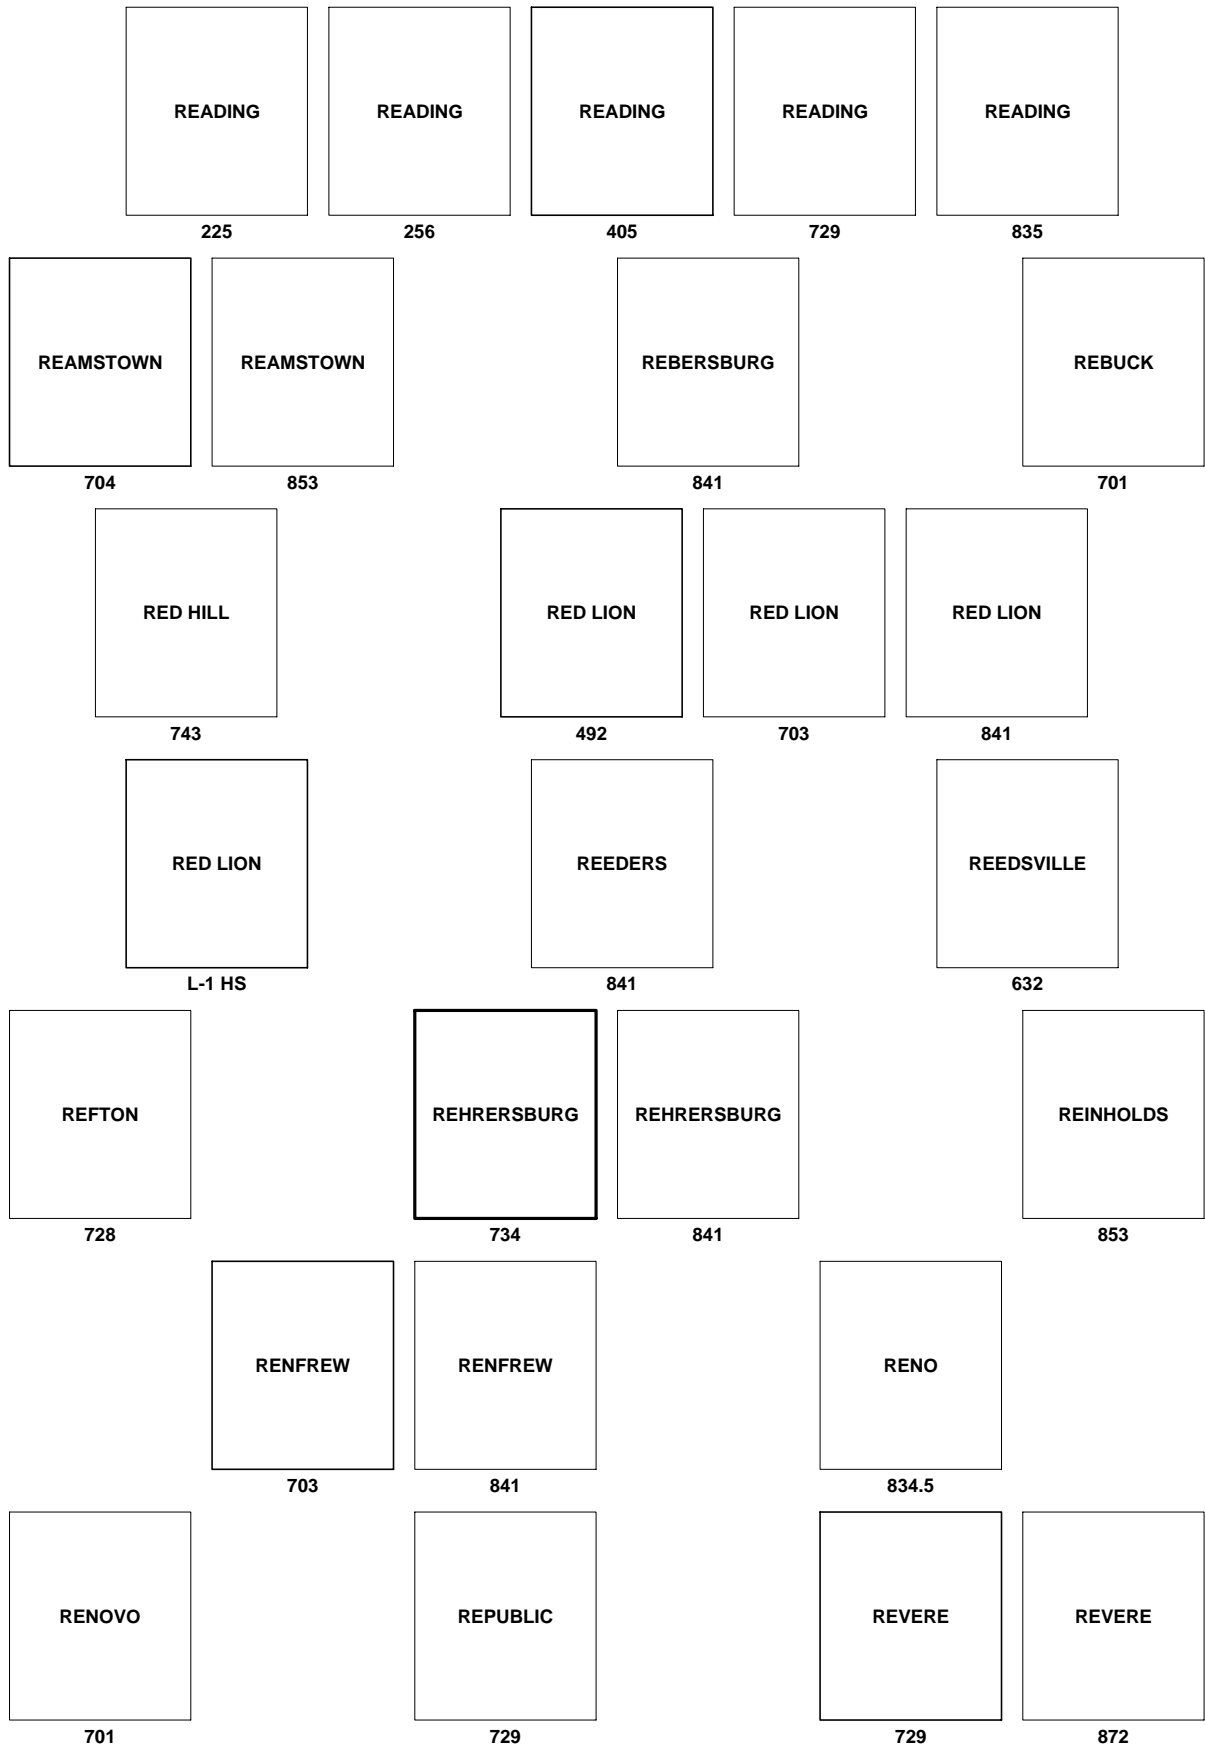 READING READING READING READING READING
225 256 405 729 835
REAMSTOWN REAMSTOWN REBERSBURG REBUCK
704 853 841 701
RED HILL RED LION RED LION RED LION
743 492 703 841
RED LION REEDERS REEDSVILLE
L-1 HS 841 632
REFTON REHRERSBURG REHRERSBURG REINHOLDS
728 734 841 853
RENFREW RENFREW RENO
703 841 834.5
RENOVO REPUBLIC REVERE REVERE
701 729 729 872